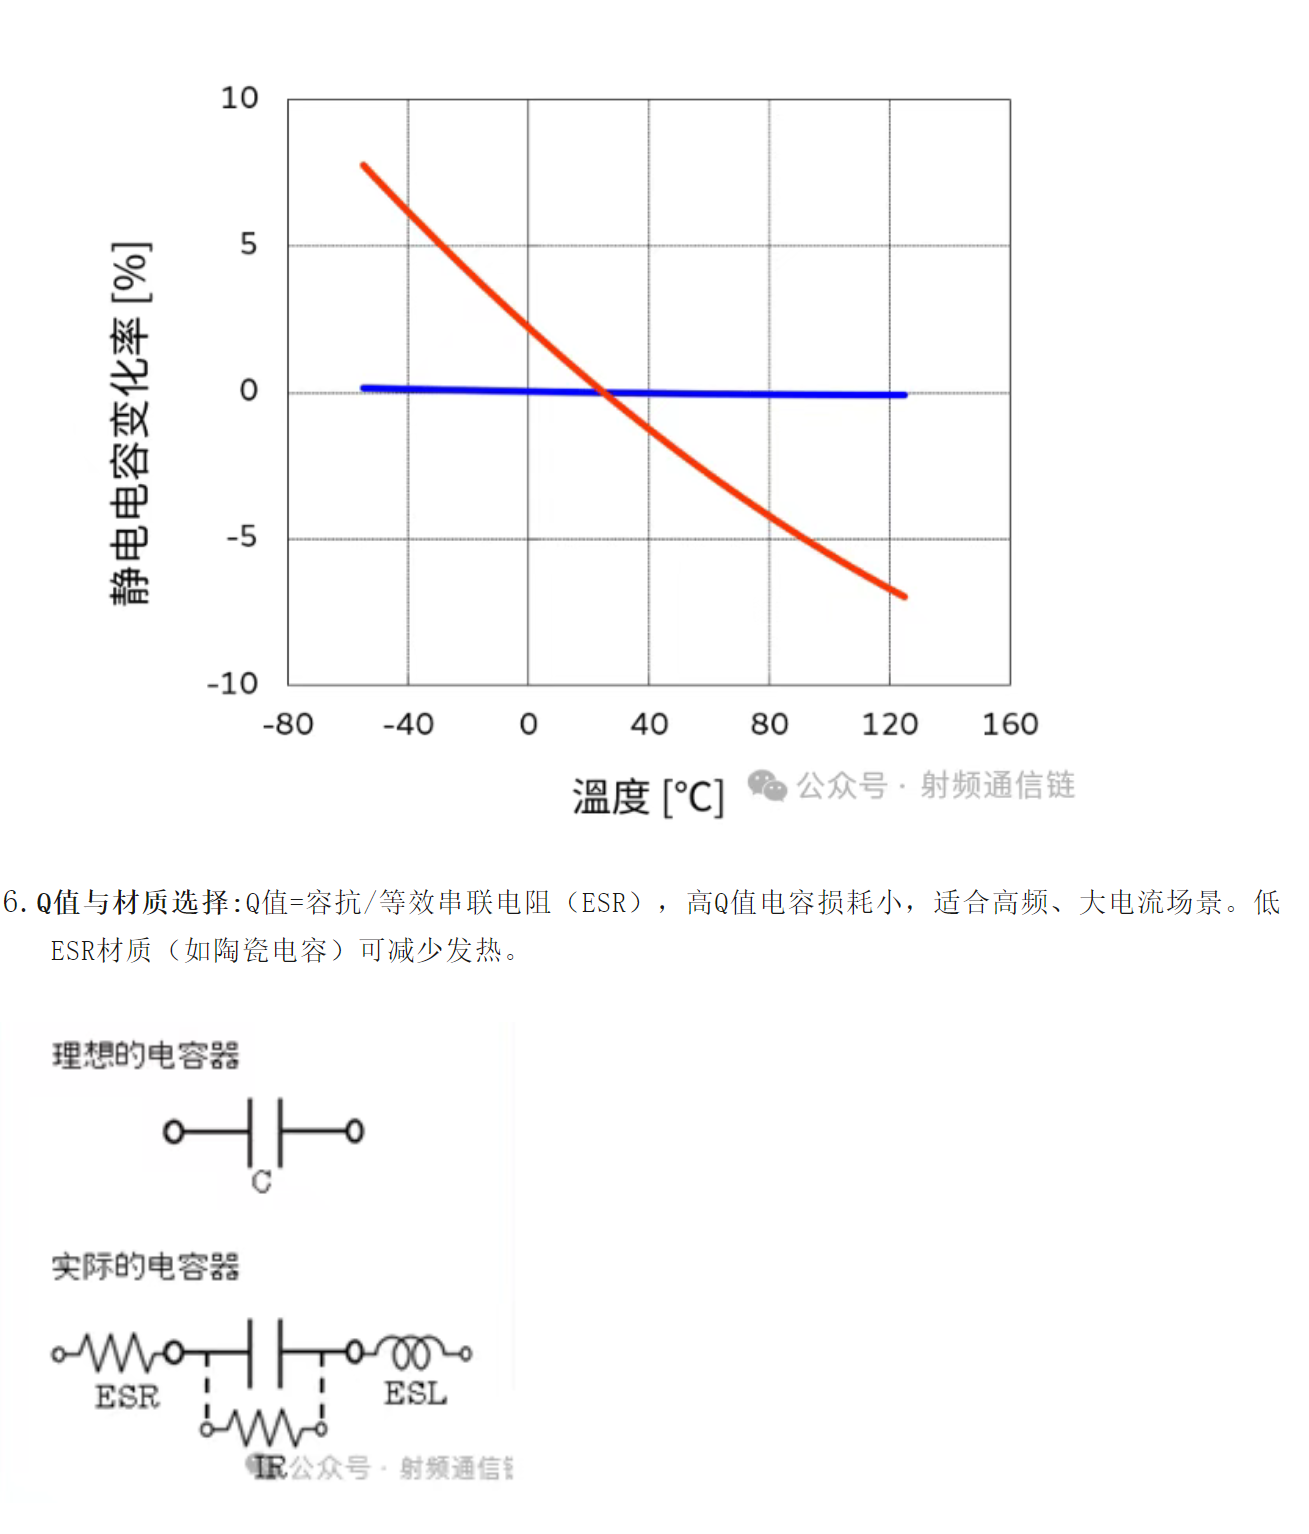 10
5
0
-5
-10
静电电容变化率 [%]
-80 -40 0 40 80 120 160
温度 [℃]
公众号 · 射频通信链
6. Q值与材质选择:Q值=容抗/等效串联电阻（ESR），高Q值电容损耗小，适合高频、大电流场景。低
ESR材质（如陶瓷电容）可减少发热。
理想的电容器
C
实际的电容器
ESR ESL
IR
公众号 · 射频通信